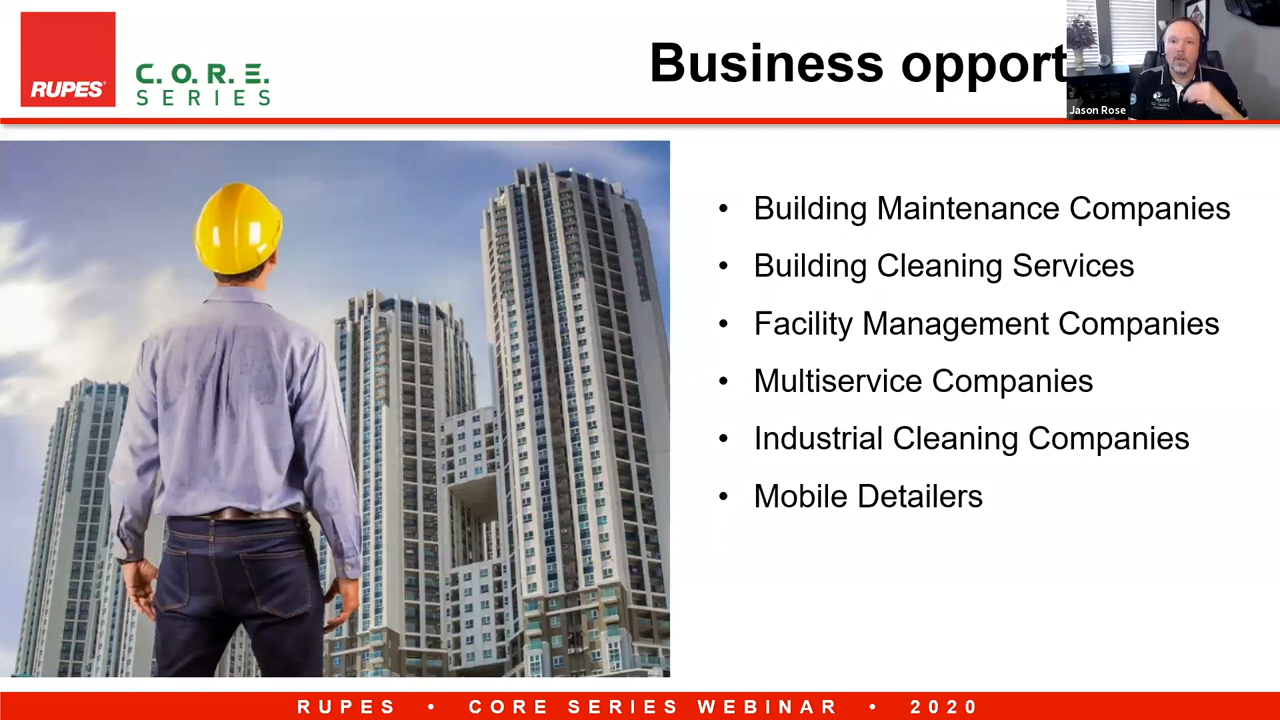 RUPES
C.O.R.E.
SERIES
Business opport
Jason Rose
• Building Maintenance Companies
• Building Cleaning Services
• Facility Management Companies
• Multiservice Companies
• Industrial Cleaning Companies
• Mobile Detailers
RUPES • CORE SERIES WEBINAR • 2020